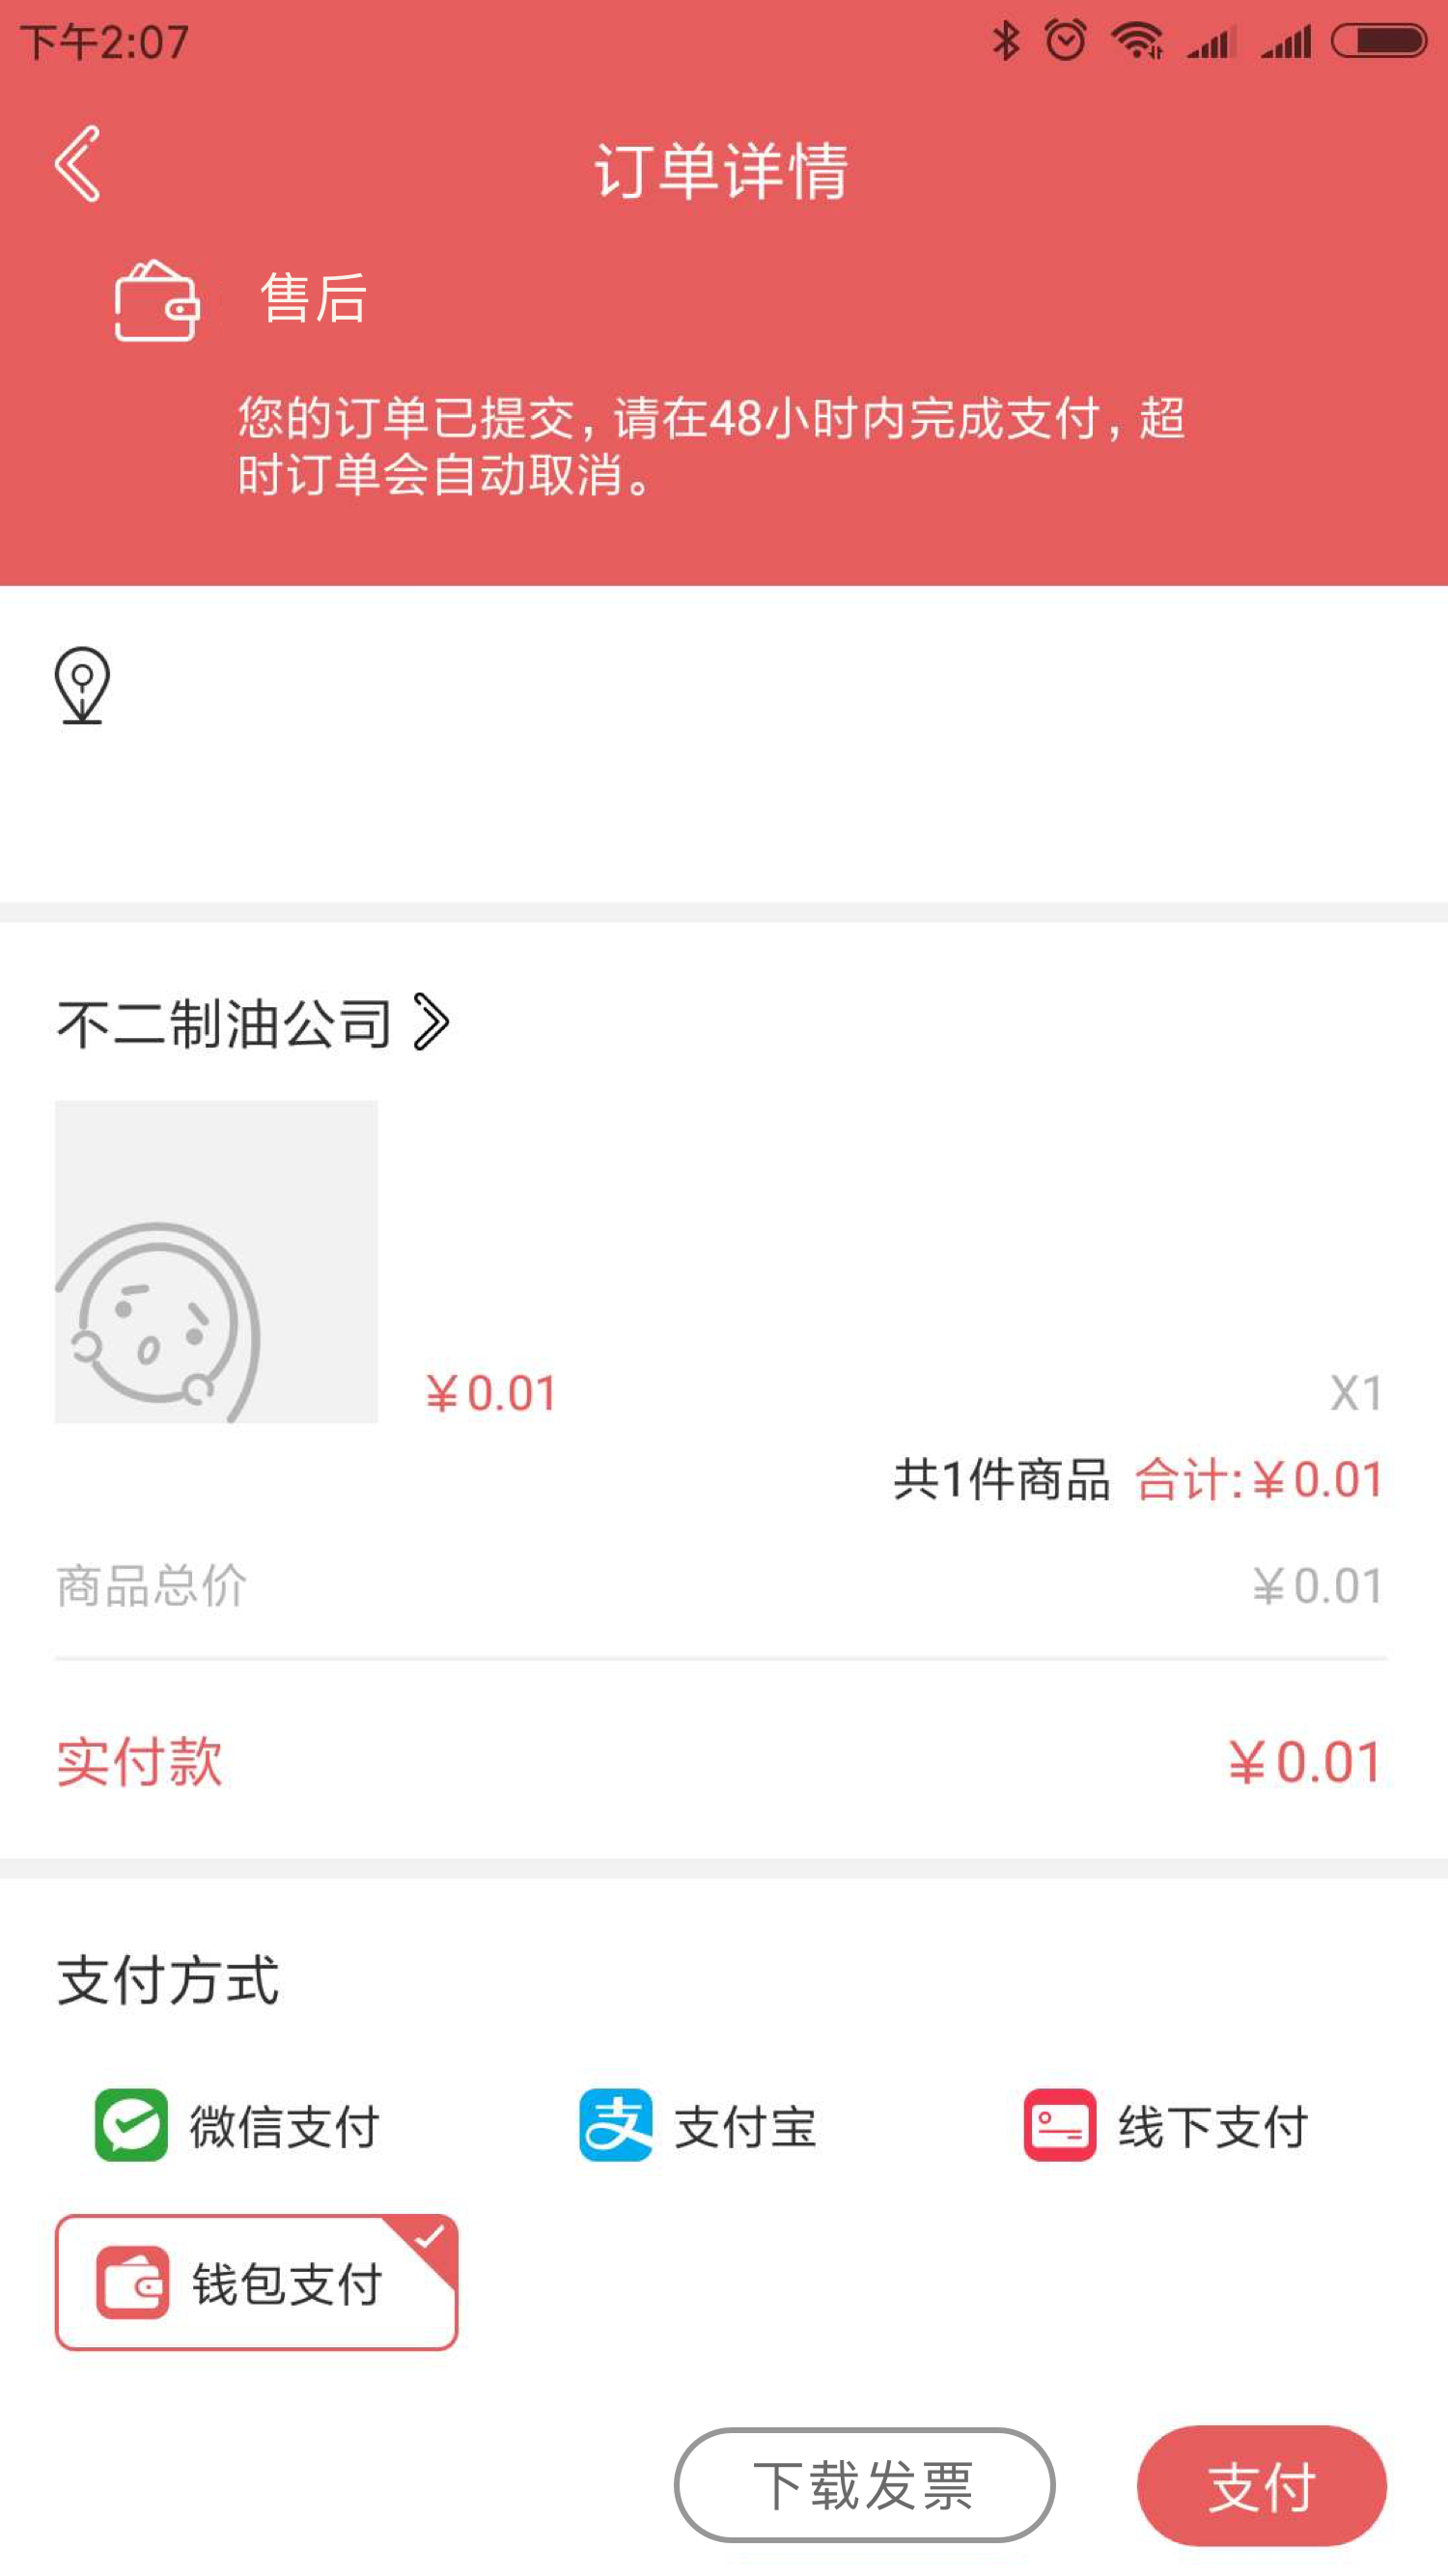 下午2:07
订单详情
售后
您的订单已提交，请在48小时内完成支付，超
时订单会自动取消。
不二制油公司
¥0.01 X1
共1件商品 合计:¥0.01
商品总价 ¥0.01
实付款 ¥0.01
支付方式
微信支付 支付宝 线下支付
钱包支付
下载发票 支付